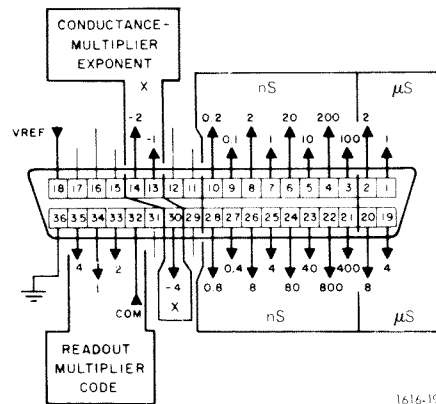 CONDUCTANCE-
MULTIPLIER
EXPONENT
X
nS
μS
-2
0.2
2
20
200
2
VREF
-1
0.1
1
10
100
1
18 17 16 15 14 13 12 11 10 9 8 7 6 5 4 3 2 1
36 35 34 33 32 31 30 29 28 27 26 25 24 23 22 21 20 19
4
2
0.4
4
40
400
4
1
-4
0.8
8
80
800
8
COM
X
nS
μS
READOUT
MULTIPLIER
CODE